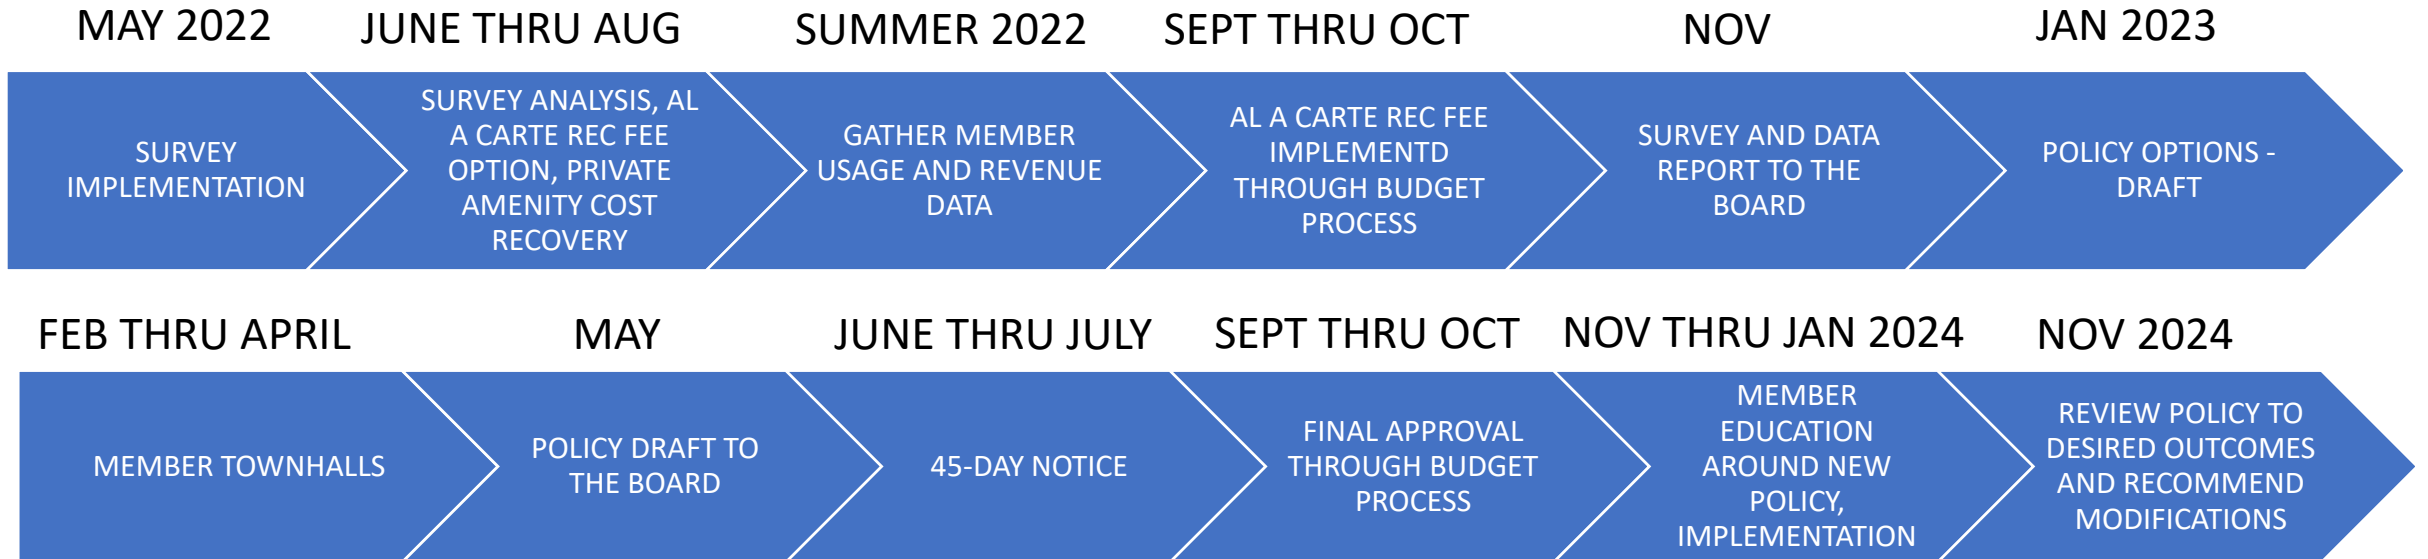 MAY 2022
JUNE THRU AUG
SUMMER 2022
SEPT THRU OCT
NOV
JAN 2023
SURVEY
IMPLEMENTATION
SURVEY ANALYSIS, AL
A CARTE REC FEE
OPTION, PRIVATE
AMENITY COST
RECOVERY
GATHER MEMBER
USAGE AND REVENUE
DATA
AL A CARTE REC FEE
IMPLEMENTD
THROUGH BUDGET
PROCESS
SURVEY AND DATA
REPORT TO THE
BOARD
POLICY OPTIONS -
DRAFT
FEB THRU APRIL
MAY
JUNE THRU JULY
SEPT THRU OCT
NOV THRU JAN 2024
NOV 2024
MEMBER TOWNHALLS
POLICY DRAFT TO
THE BOARD
45-DAY NOTICE
FINAL APPROVAL
THROUGH BUDGET
PROCESS
MEMBER
EDUCATION
AROUND NEW
POLICY,
IMPLEMENTATION
REVIEW POLICY TO
DESIRED OUTCOMES
AND RECOMMEND
MODIFICATIONS